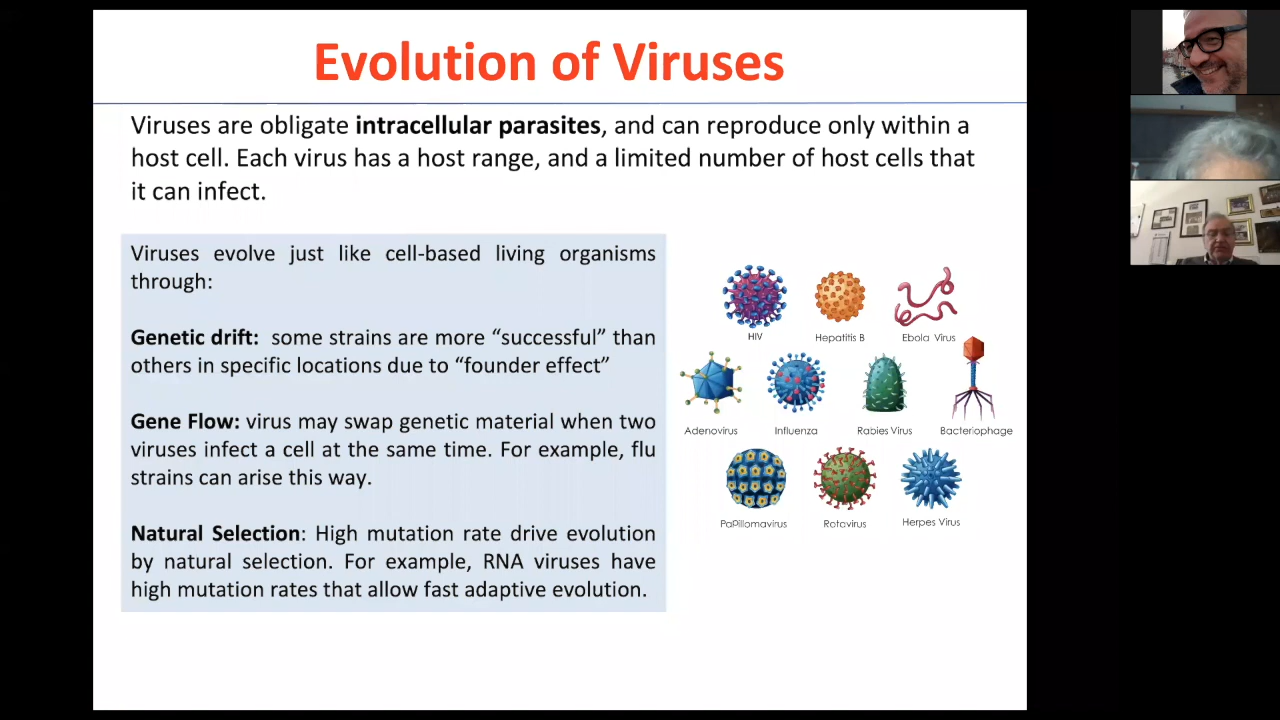 Evolution of Viruses
Viruses are obligate intracellular parasites, and can reproduce only within a
host cell. Each virus has a host range, and a limited number of host cells that
it can infect.
Viruses evolve just like cell-based living organisms
through:
Genetic drift: some strains are more “successful” than
others in specific locations due to “founder effect”
Gene Flow: virus may swap genetic material when two
viruses infect a cell at the same time. For example, flu
strains can arise this way.
Natural Selection: High mutation rate drive evolution
by natural selection. For example, RNA viruses have
high mutation rates that allow fast adaptive evolution.
HIV
Hepatitis B
Ebola Virus
Adenovirus
Influenza
Rabies Virus
Bacteriophage
PaPillomavirus
Rotavirus
Herpes Virus